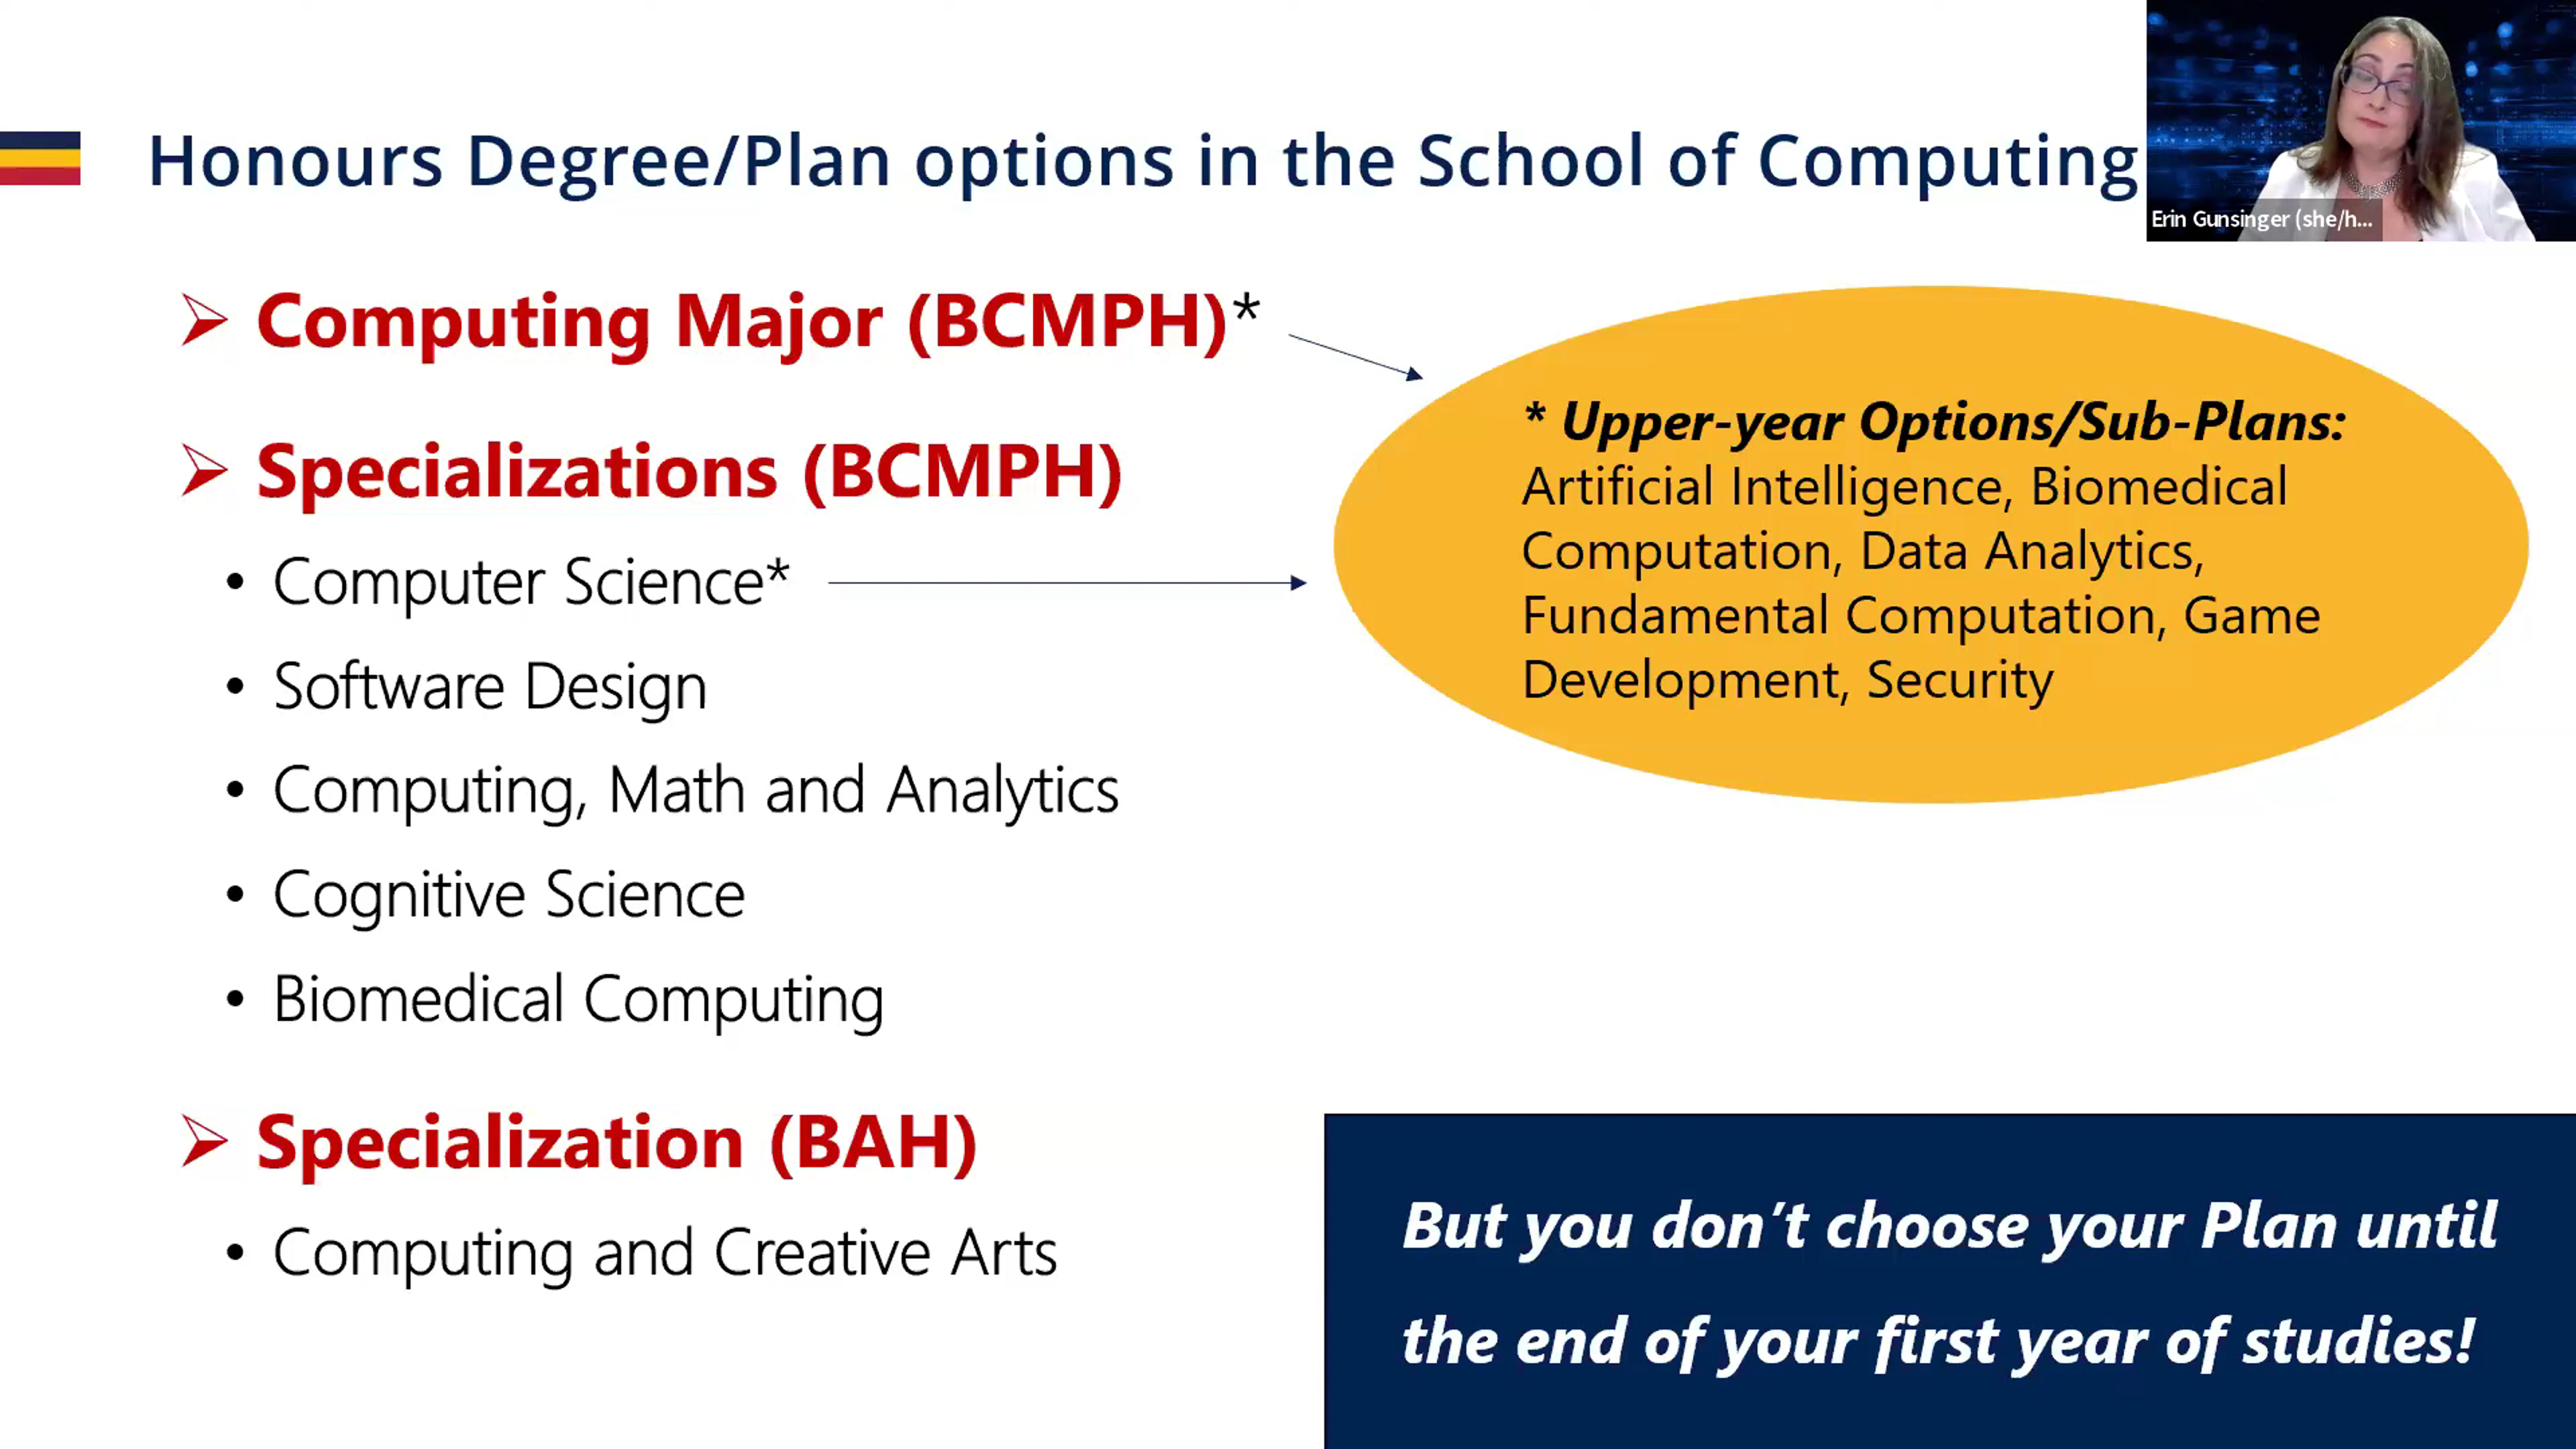 Honours Degree/Plan options in the School of Computing
Erin Gunsinger (she/h...
Computing Major (BCMPH)*
Specializations (BCMPH)
• Computer Science*
• Software Design
• Computing, Math and Analytics
• Cognitive Science
• Biomedical Computing
Specialization (BAH)
• Computing and Creative Arts
* Upper-year Options/Sub-Plans:
Artificial Intelligence, Biomedical
Computation, Data Analytics,
Fundamental Computation, Game
Development, Security
But you don't choose your Plan until
the end of your first year of studies!